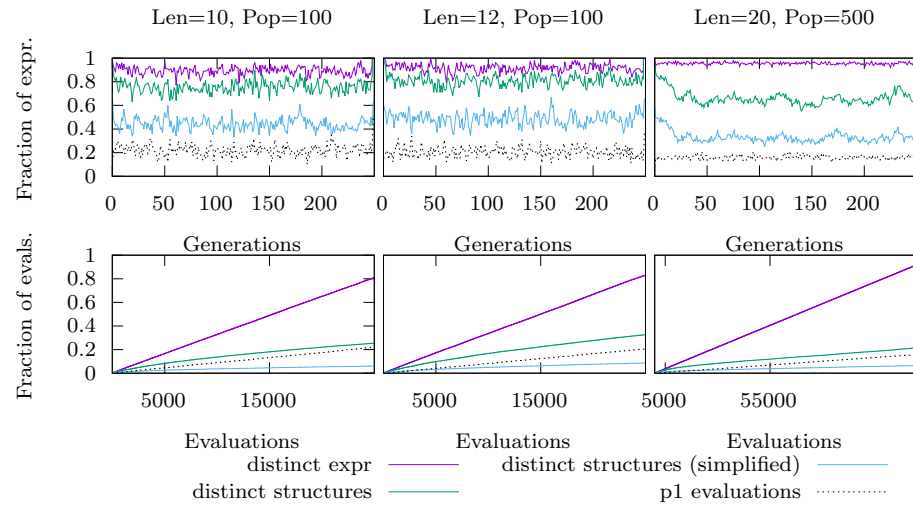 Len=10, Pop=100 Len=12, Pop=100 Len=20, Pop=500
Fraction of expr.
1
0.8
0.6
0.4
0.2
0
0 50 100 150 200 0 50 100 150 200 0 50 100 150 200
Generations Generations Generations
Fraction of evals.
1
0.8
0.6
0.4
0.2
0
5000 15000 5000 15000 5000 55000
Evaluations Evaluations Evaluations
distinct expr distinct structures (simplified)
distinct structures p1 evaluations